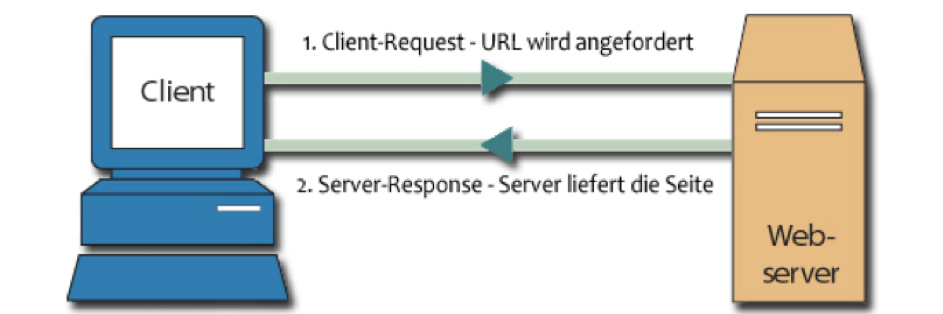 1. Client-Request - URL wird angefordert
Client
2. Server-Response - Server liefert die Seite
Web-
server